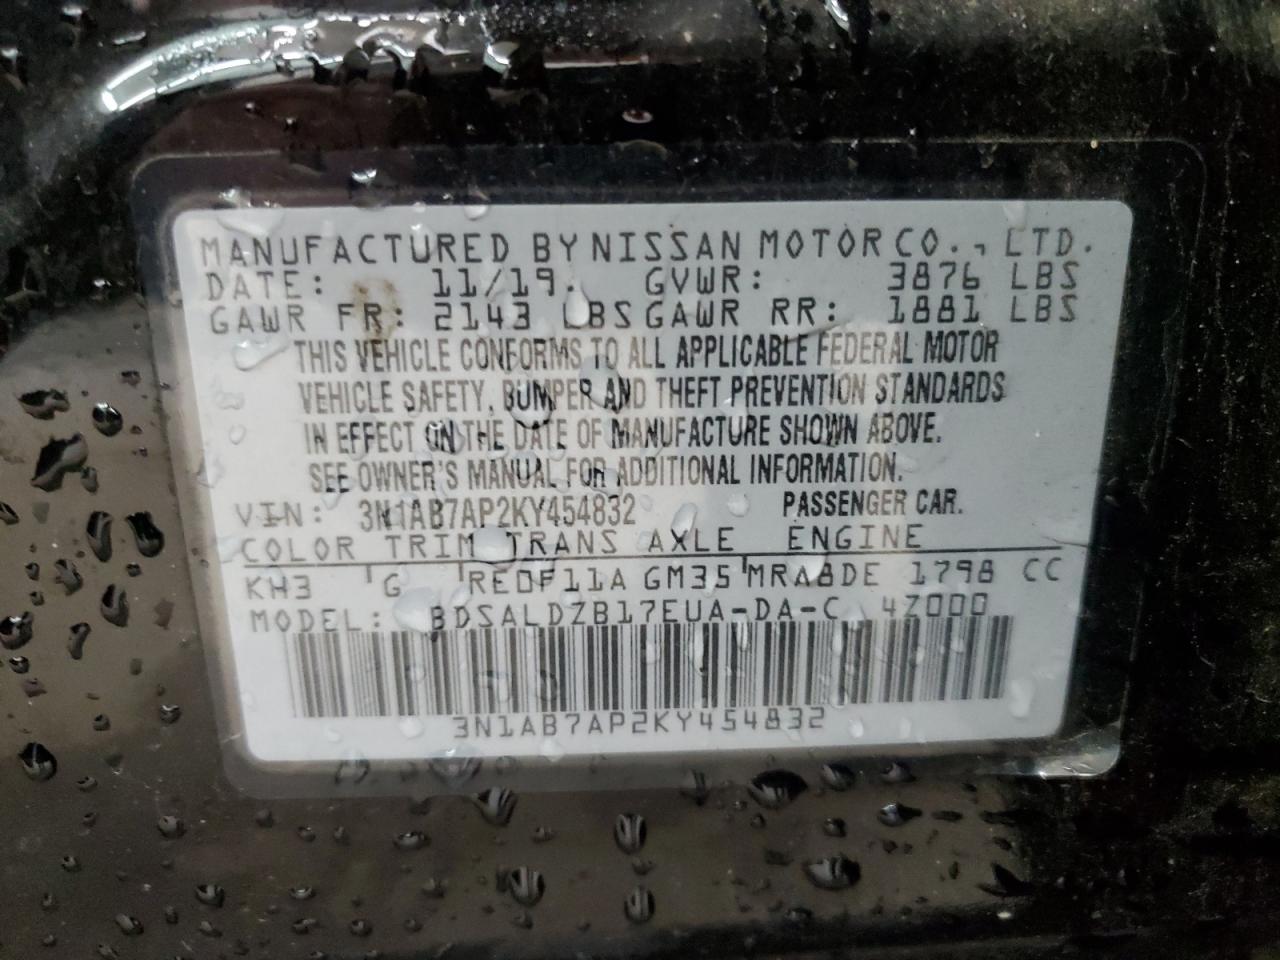 MANUFACTURED BY NISSAN MOTOR CO., LTD.
DATE: 11/19. GVWR: 3876 LBS
GAWR FR: 2143 LBS GAWR RR: 1881 LBS
THIS VEHICLE CONFORMS TO ALL APPLICABLE FEDERAL MOTOR
VEHICLE SAFETY, BUMPER AND THEFT PREVENTION STANDARDS
IN EFFECT ON THE DATE OF MANUFACTURE SHOWN ABOVE.
SEE OWNER'S MANUAL FOR ADDITIONAL INFORMATION.
VIN: 3N1AB7AP2KY454832 PASSENGER CAR.
COLOR TRIM TRANS AXLE ENGINE
KH3 G RE0F11A GM35 MRA8DE 1798 CC
MODEL: BDSALDZB17EUA-DA-C 4Z000
3N1AB7AP2KY454832